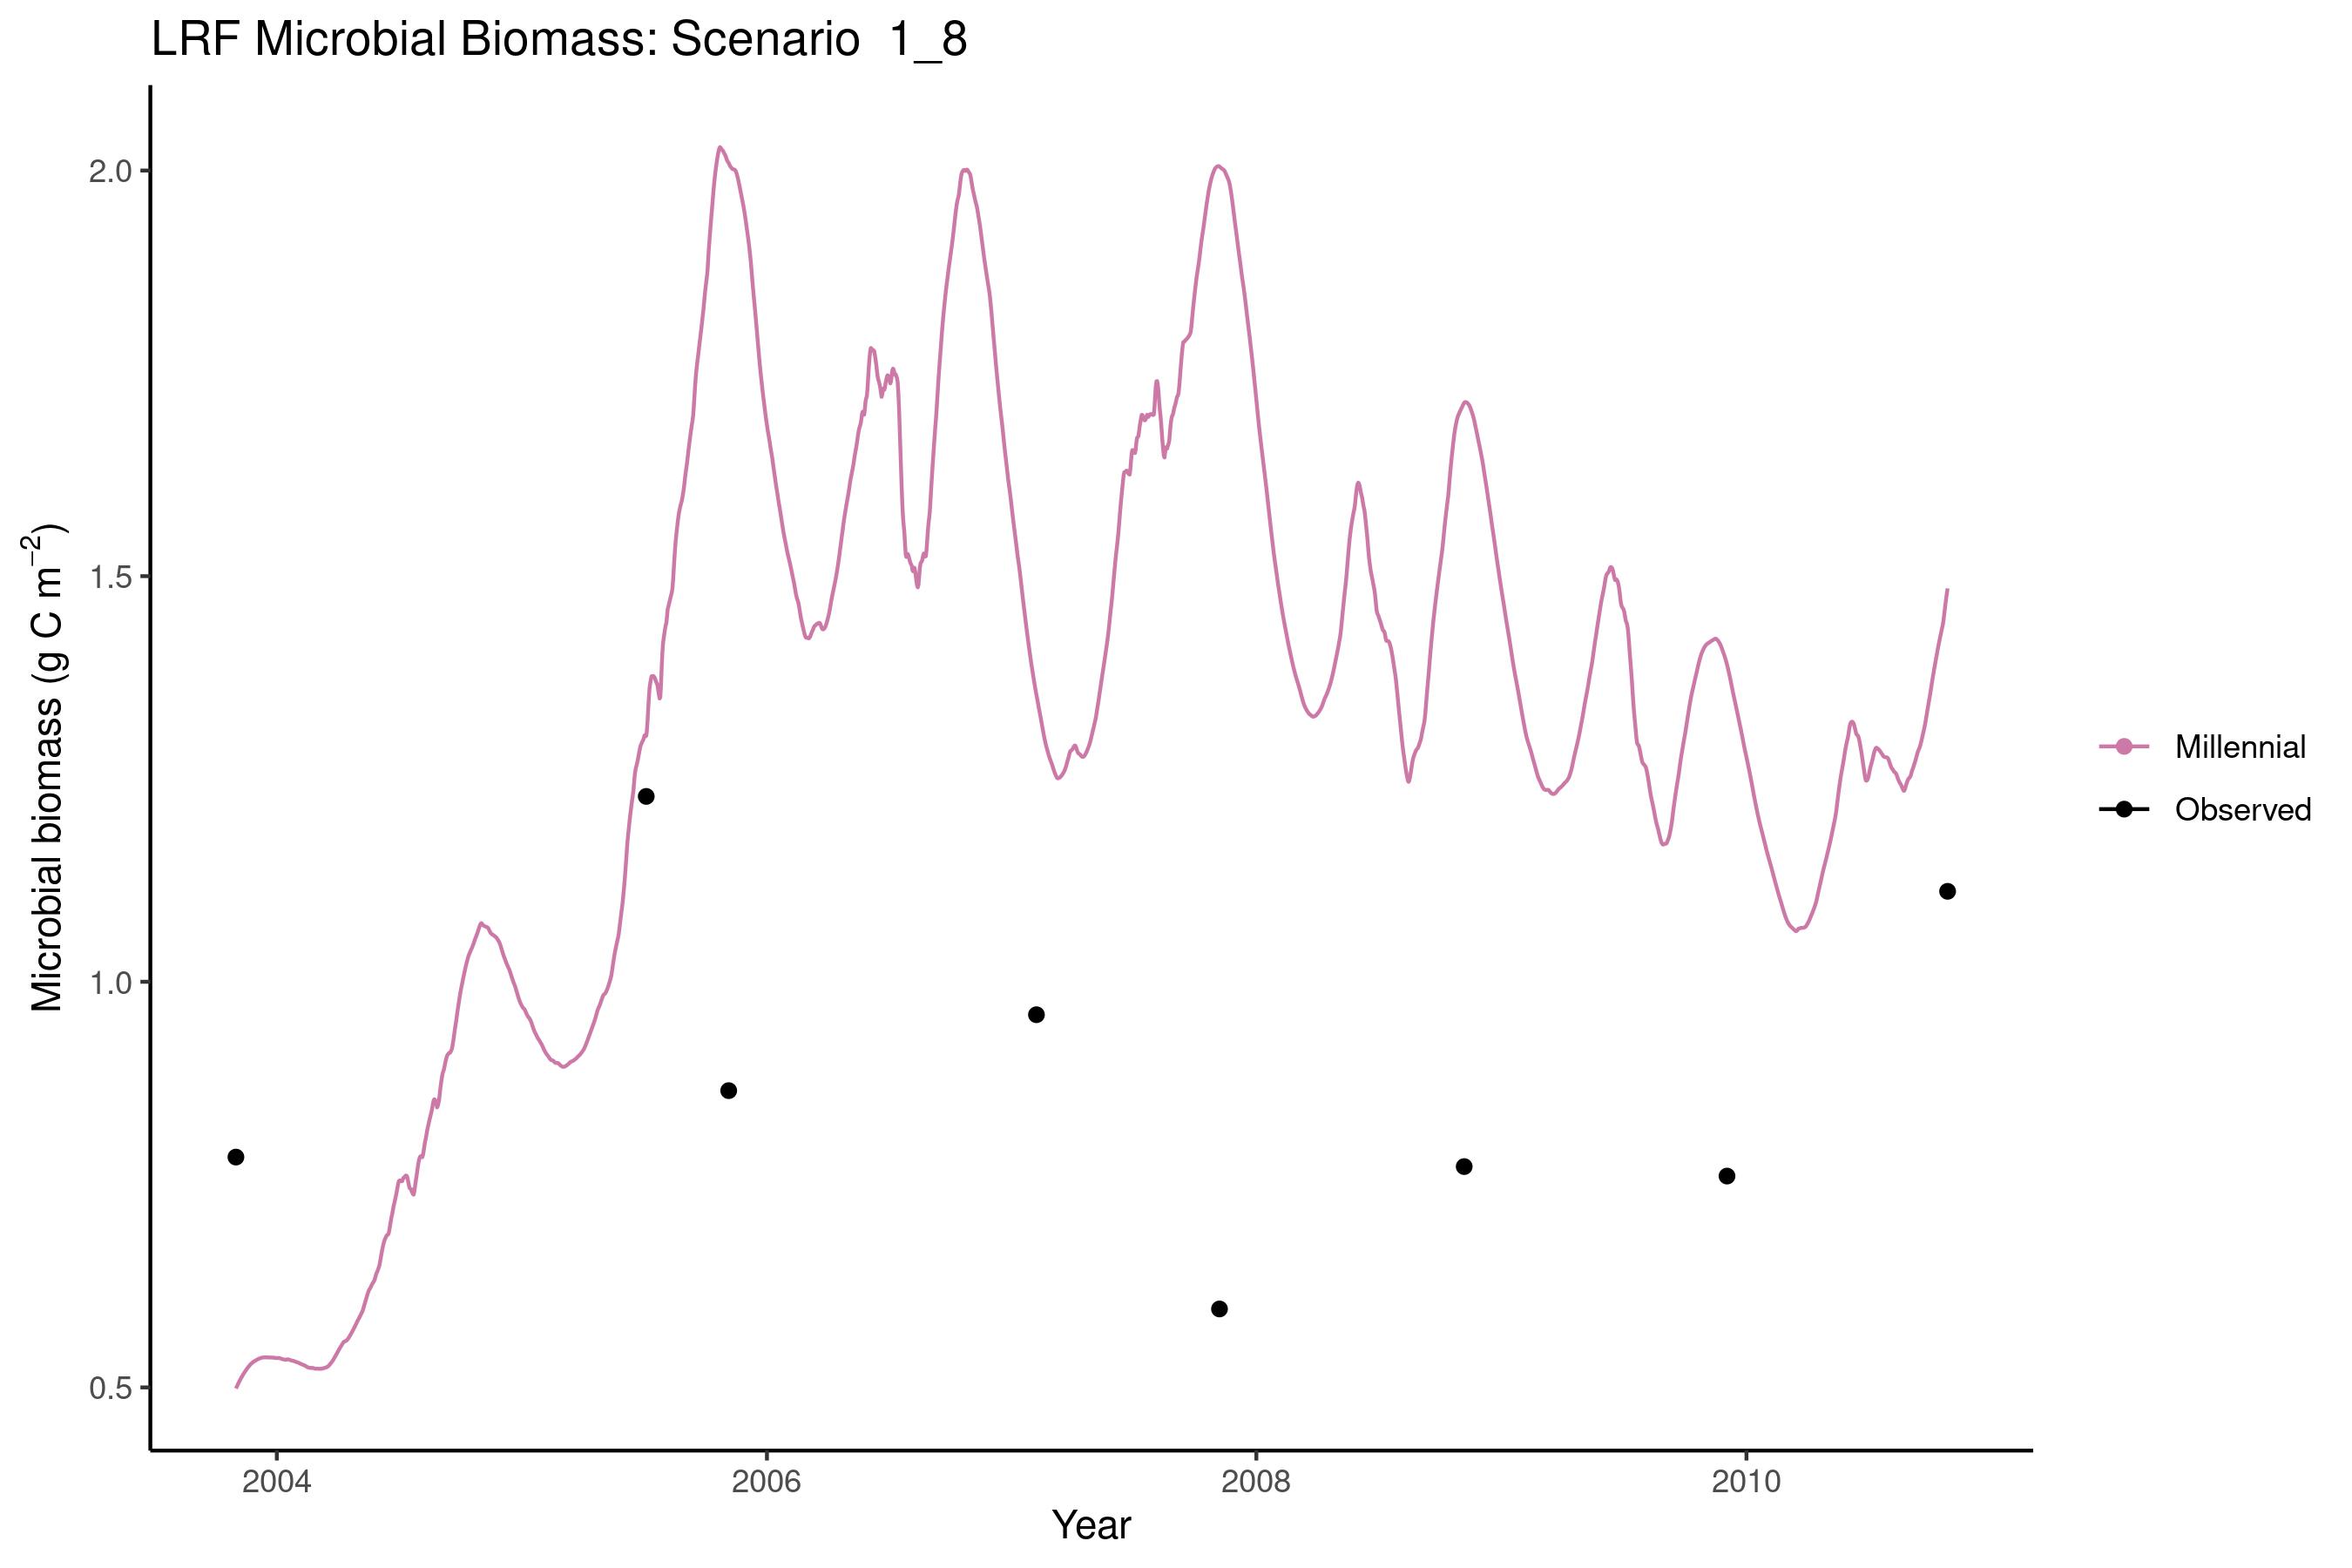 LRF Microbial Biomass: Scenario  1_8
Microbial biomass (g C m⁻²)
2.0
1.5
1.0
0.5
2004
2006
2008
2010
Year
Millennial
Observed